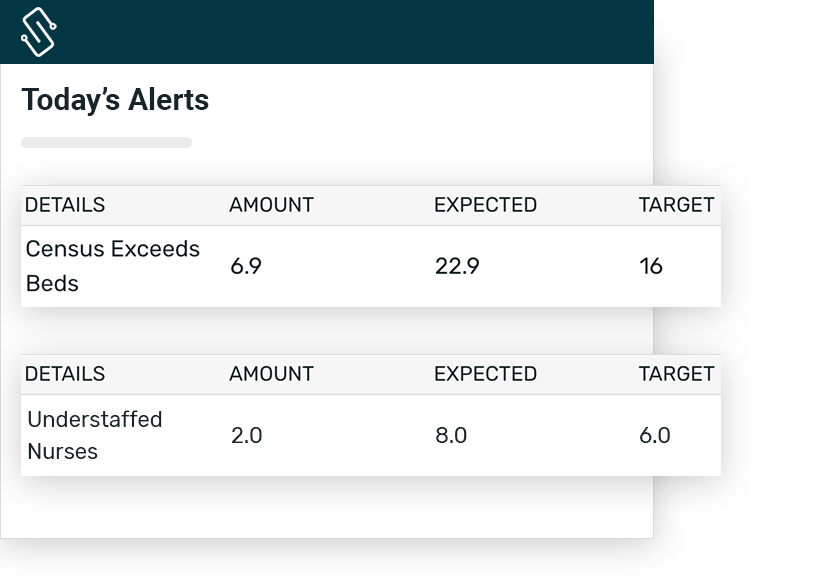 Today’s Alerts
DETAILS AMOUNT EXPECTED TARGET
Census Exceeds
Beds 6.9 22.9 16
DETAILS AMOUNT EXPECTED TARGET
Understaffed
Nurses 2.0 8.0 6.0